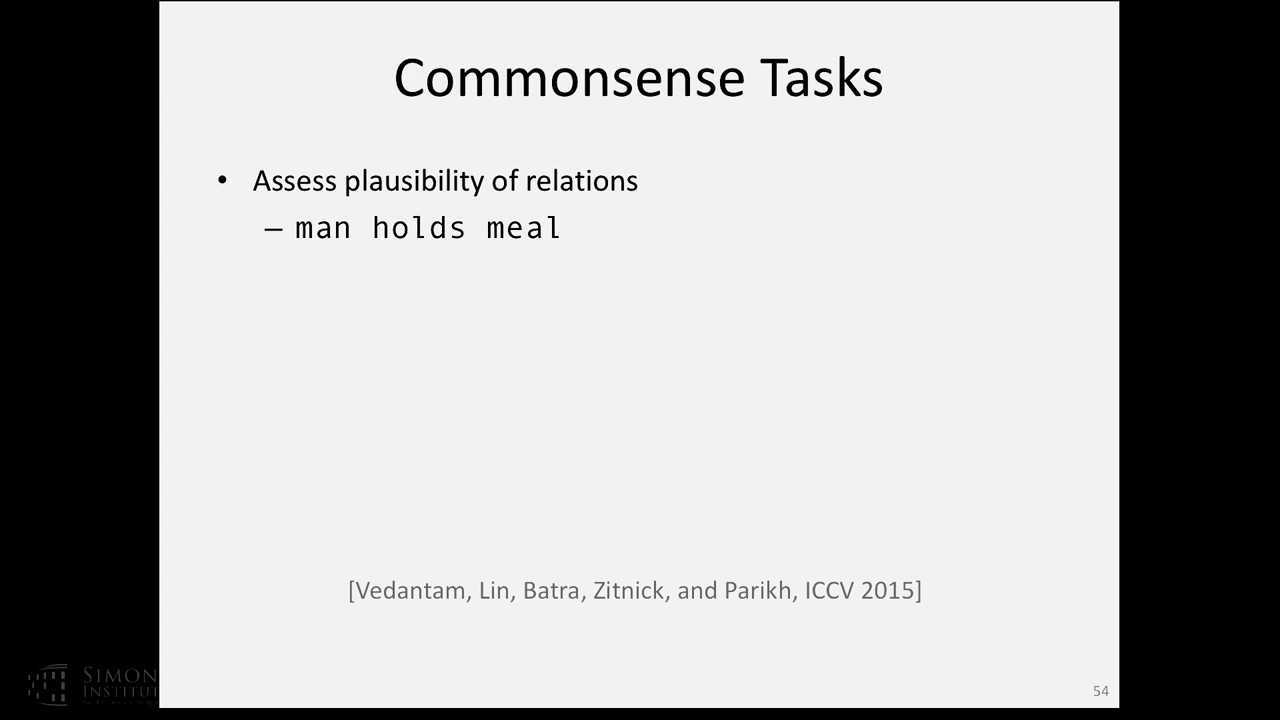 Commonsense Tasks
• Assess plausibility of relations
– man holds meal
[Vedantam, Lin, Batra, Zitnick, and Parikh, ICCV 2015]
54